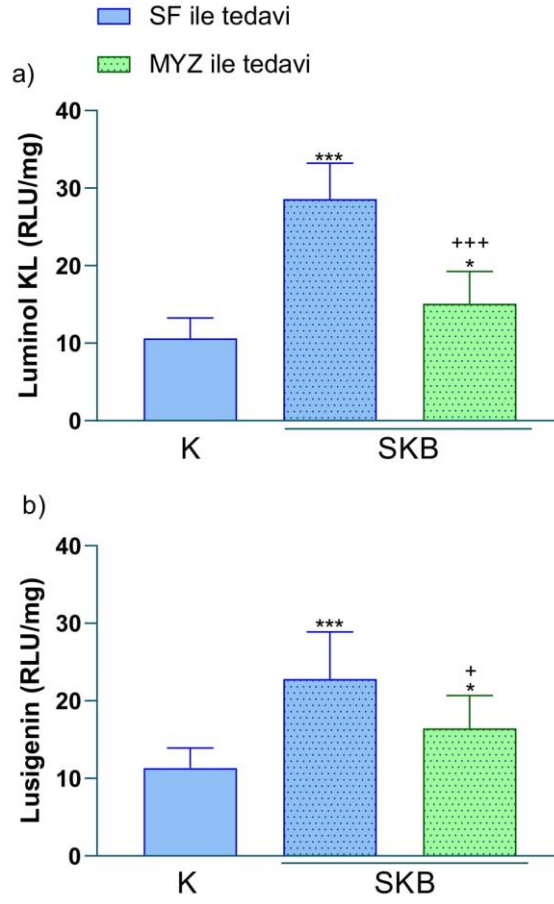 SF ile tedavi
MYZ ile tedavi
a)
Luminol KL (RLU/mg)
40
30
20
10
0
***
+++
*
K
SKB
b)
Lusigenin (RLU/mg)
40
30
20
10
0
***
+
*
K
SKB